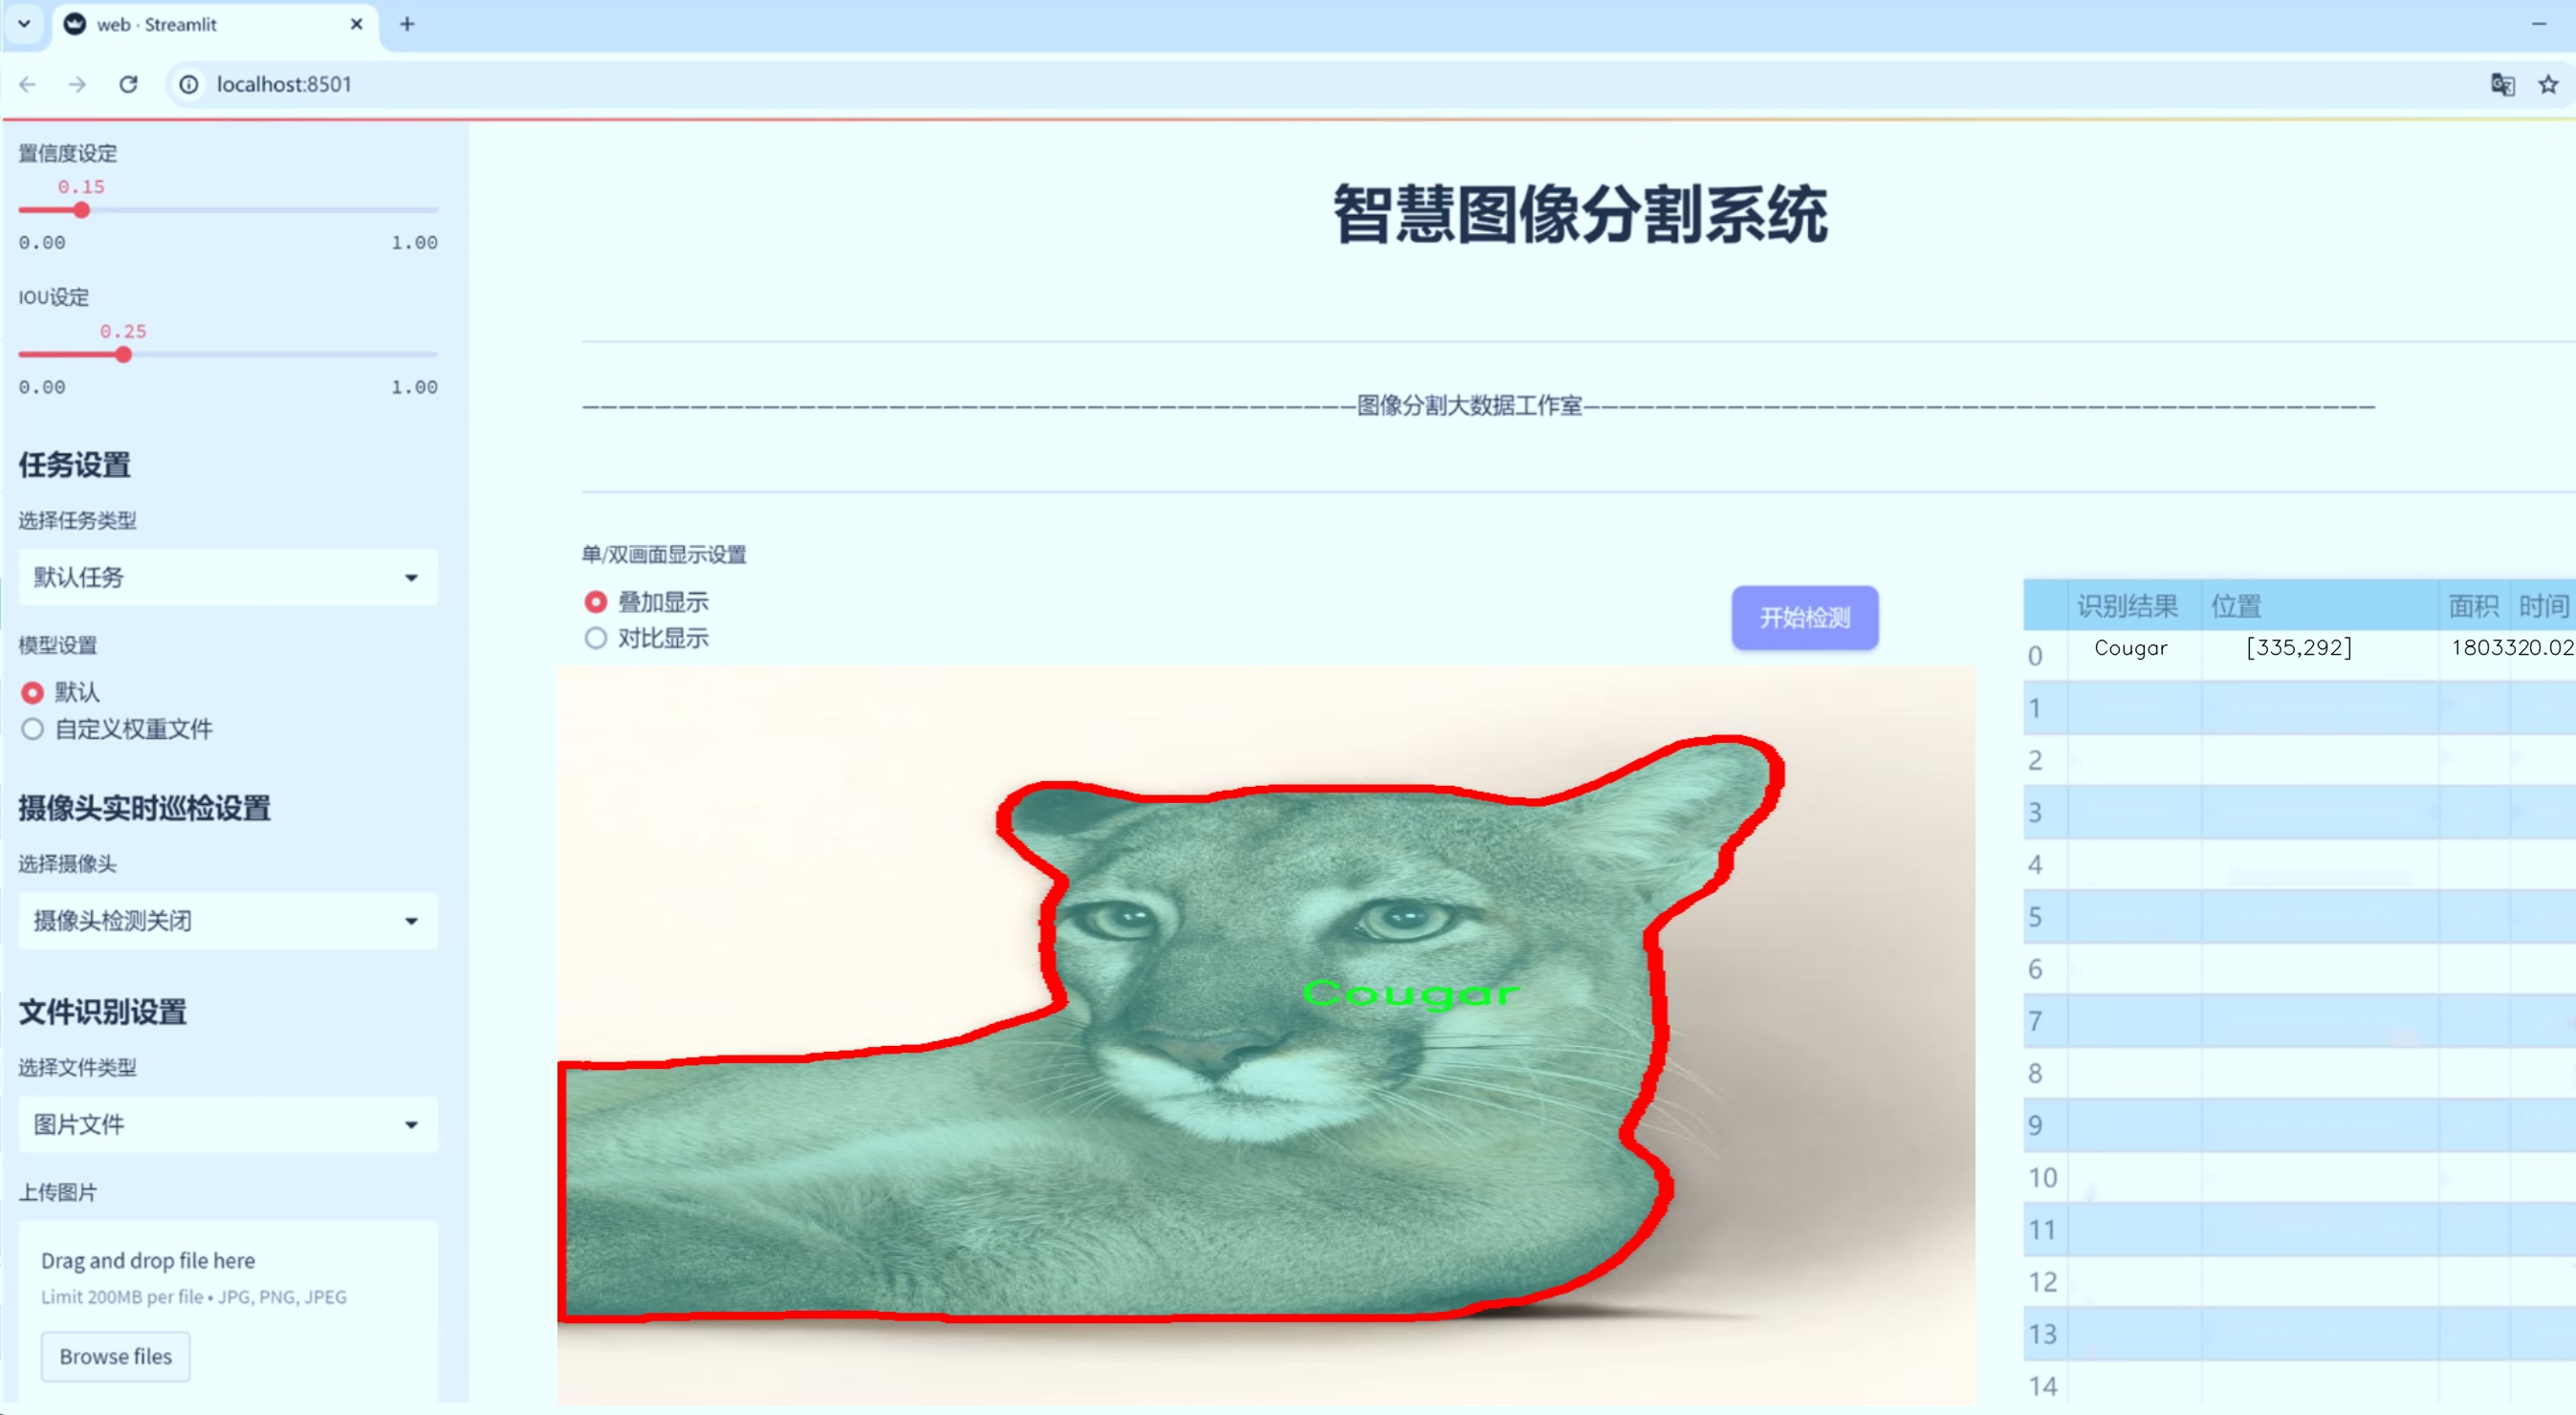 web · Streamlit
localhost:8501
置信度设定
0.15
0.00 1.00
IOU设定
0.25
0.00 1.00
任务设置
选择任务类型
默认任务
模型设置
默认
自定义权重文件
摄像头实时巡检设置
选择摄像头
摄像头检测关闭
文件识别设置
选择文件类型
图片文件
上传图片
Drag and drop file here
Limit 200MB per file • JPG, PNG, JPEG
Browse files
智慧图像分割系统
图像分割大数据工作室
单/双画面显示设置
叠加显示
对比显示
开始检测
Cougar
识别结果 位置 面积 时间
0 Cougar [335,292] 1803320.02
1
2
3
4
5
6
7
8
9
10
11
12
13
14